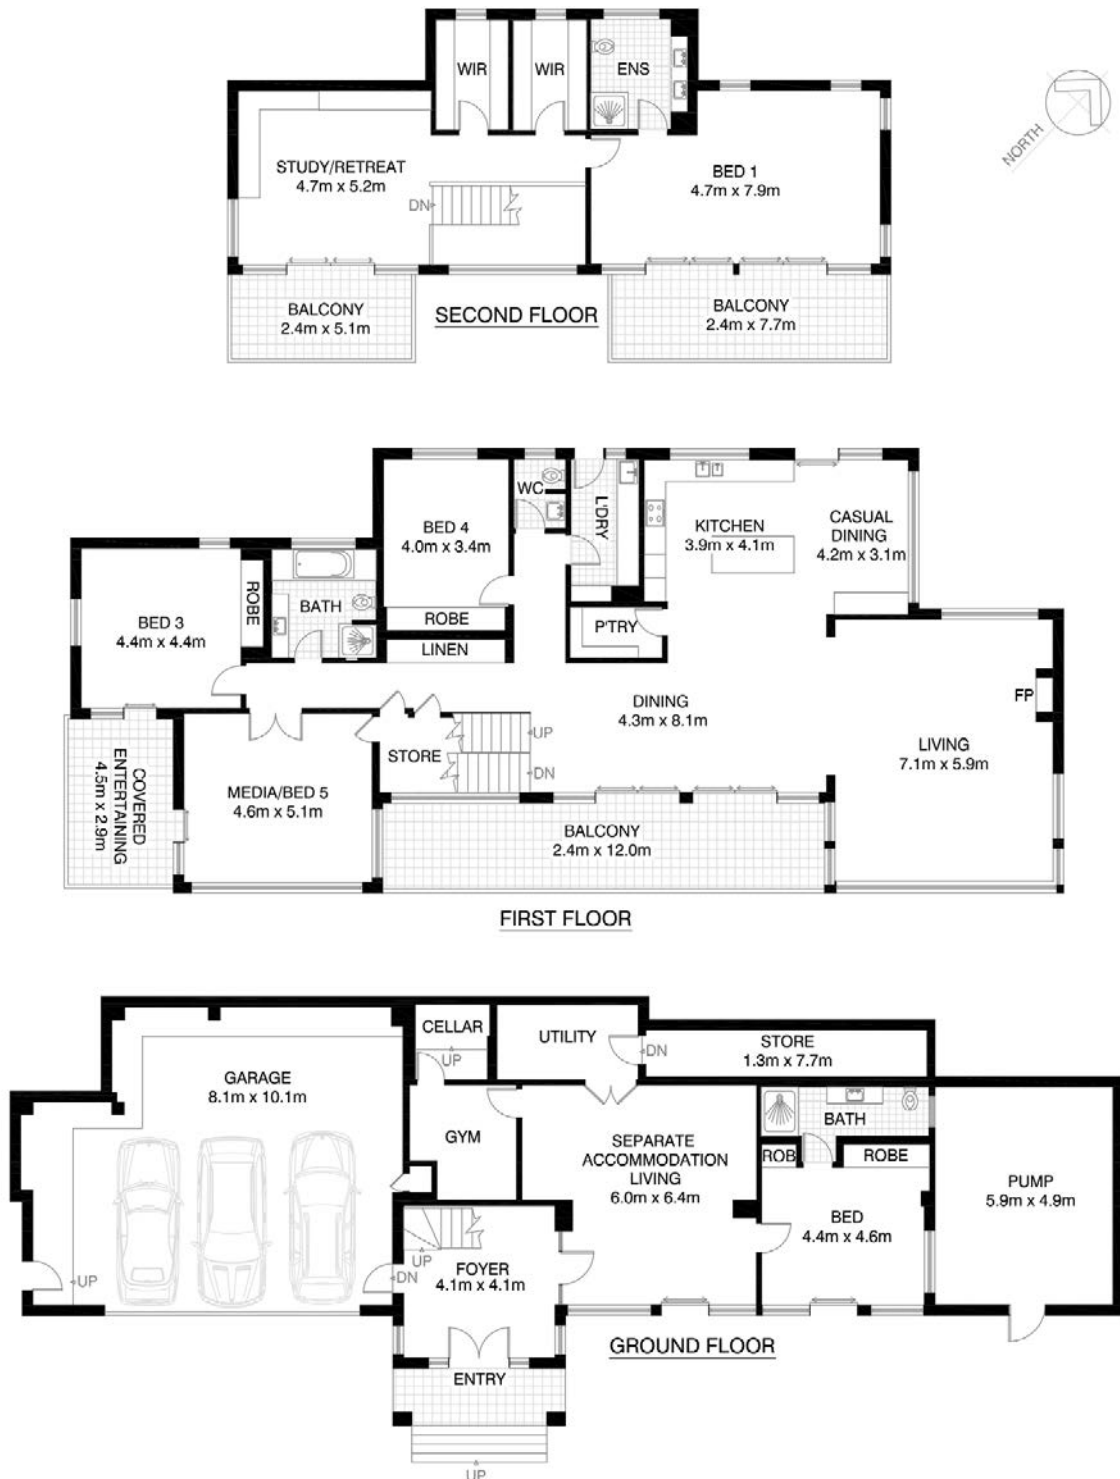 WIR
WIR
ENS
NORTH
STUDY/RETREAT
4.7m x 5.2m
BED 1
4.7m x 7.9m
DN
BALCONY
2.4m x 5.1m
SECOND FLOOR
BALCONY
2.4m x 7.7m
WC
L'DRY
BED 4
4.0m x 3.4m
KITCHEN
3.9m x 4.1m
CASUAL
DINING
4.2m x 3.1m
ROBE
BATH
BED 3
4.4m x 4.4m
ROBE
P'TRY
LINEN
DINING
4.3m x 8.1m
FP
UP
STORE
DN
LIVING
7.1m x 5.9m
COVERED
ENTERTAINING
4.5m x 2.9m
MEDIA/BED 5
4.6m x 5.1m
BALCONY
2.4m x 12.0m
FIRST FLOOR
CELLAR
UP
UTILITY
DN
STORE
1.3m x 7.7m
GARAGE
8.1m x 10.1m
GYM
BATH
SEPARATE
ACCOMMODATION
LIVING
6.0m x 6.4m
ROB
ROBE
PUMP
5.9m x 4.9m
BED
4.4m x 4.6m
UP
UP
DN
FOYER
4.1m x 4.1m
GROUND FLOOR
ENTRY
UP